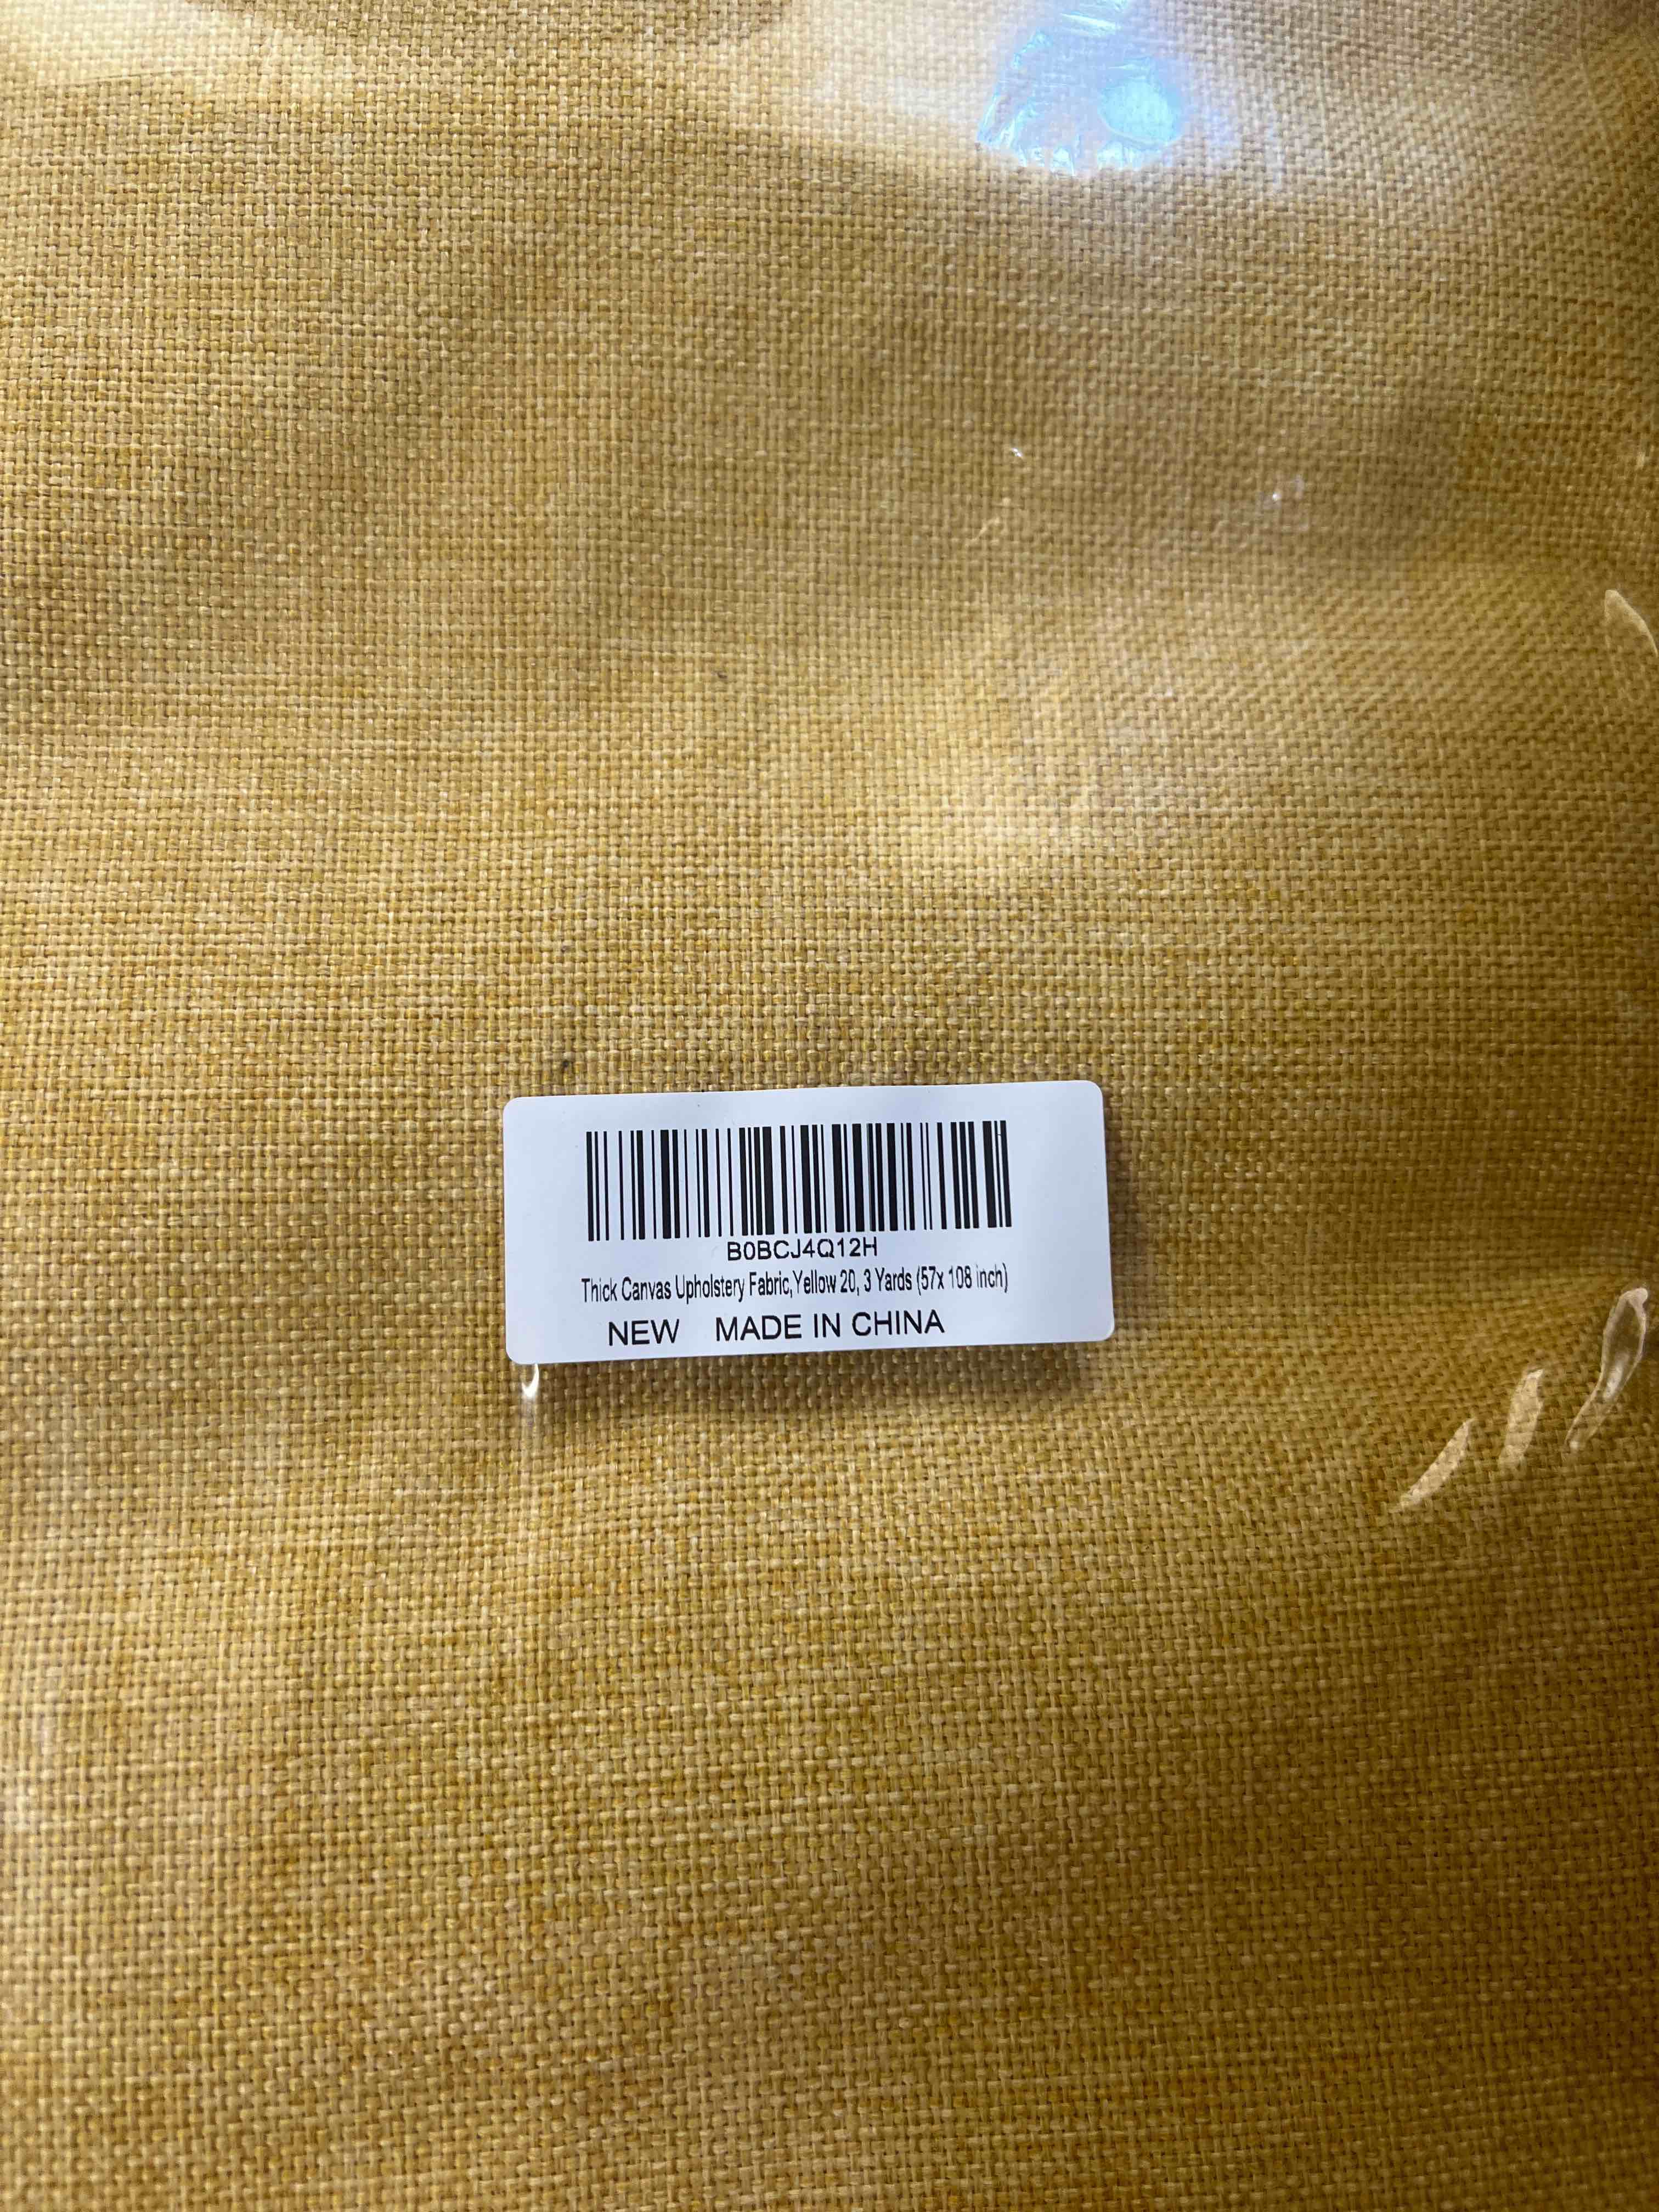 B0BCJ4Q12H
Thick Canvas Upholstery Fabric,Yellow 20, 3 Yards (57x 108 inch)
NEW MADE IN CHINA